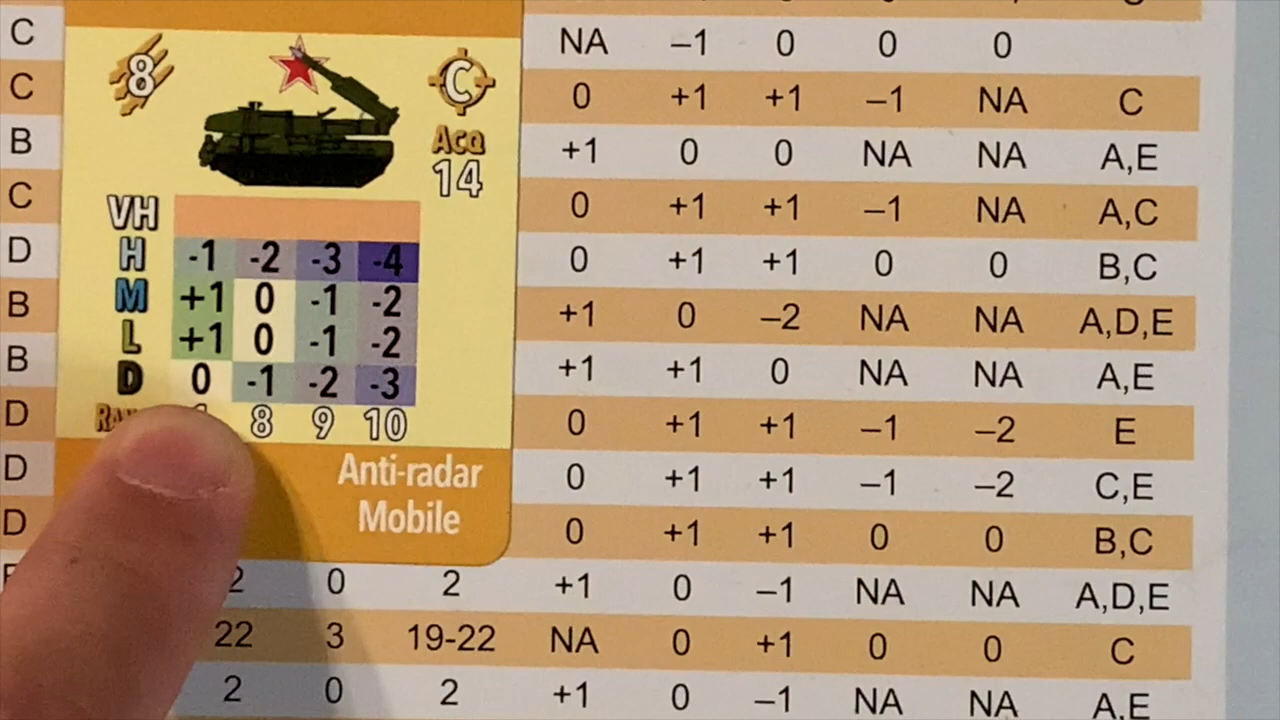 C NA –1 0 0 0
C 0 +1 +1 –1 NA C
B +1 0 0 NA NA A,E
C 0 +1 +1 –1 NA A,C
D 0 +1 +1 0 0 B,C
B +1 0 –2 NA NA A,D,E
B +1 +1 0 NA NA A,E
D 0 +1 +1 –1 –2 E
D 0 +1 +1 –1 –2 C,E
D 0 +1 +1 0 0 B,C
2 0 2 +1 0 –1 NA NA A,D,E
22 3 19-22 NA 0 +1 0 0 C
2 0 2 +1 0 –1 NA NA A,E
8 C
Acq
14
VH
H -1 -2 -3 -4
M +1 0 -1 -2
L +1 0 -1 -2
D 0 -1 -2 -3
8 9 10
Anti-radar
Mobile